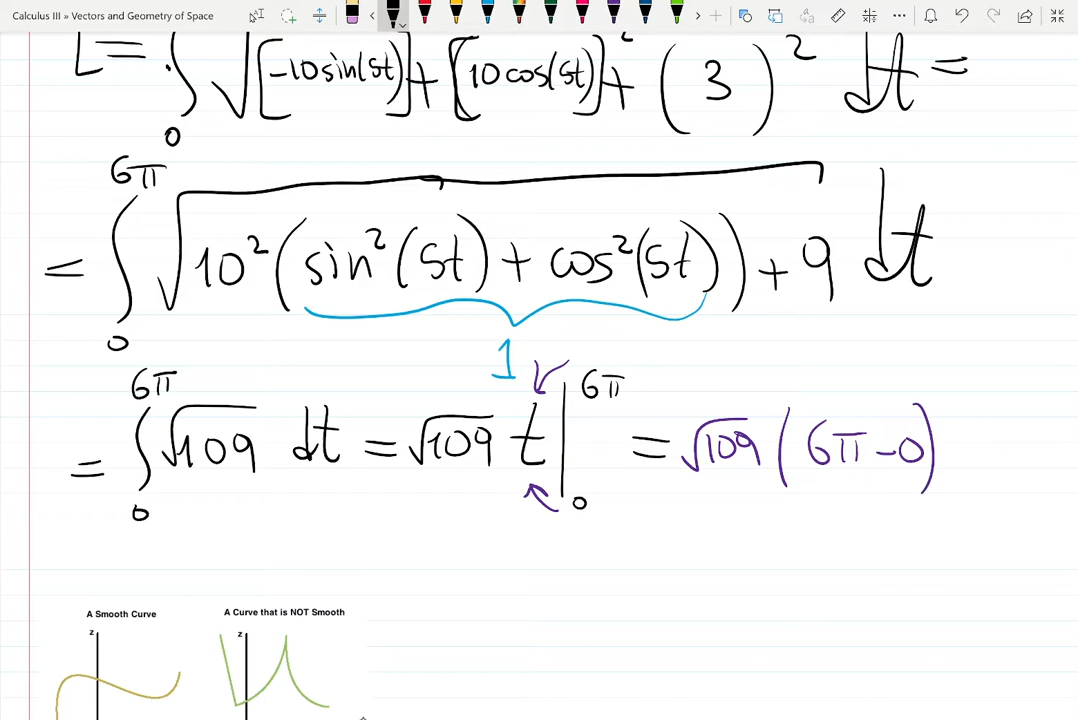 Calculus III » Vectors and Geometry of Space
L = ∫₀ √[-10sin(5t)] + [10cos(5t)]² + (3)² dt =
= ∫₀^6π √10²(sin²(5t) + cos²(5t)) + 9 dt
1
= ∫₀^6π √109 dt = √109 t |₀^6π = √109 (6π - 0)
A Smooth Curve
A Curve that is NOT Smooth
z
z